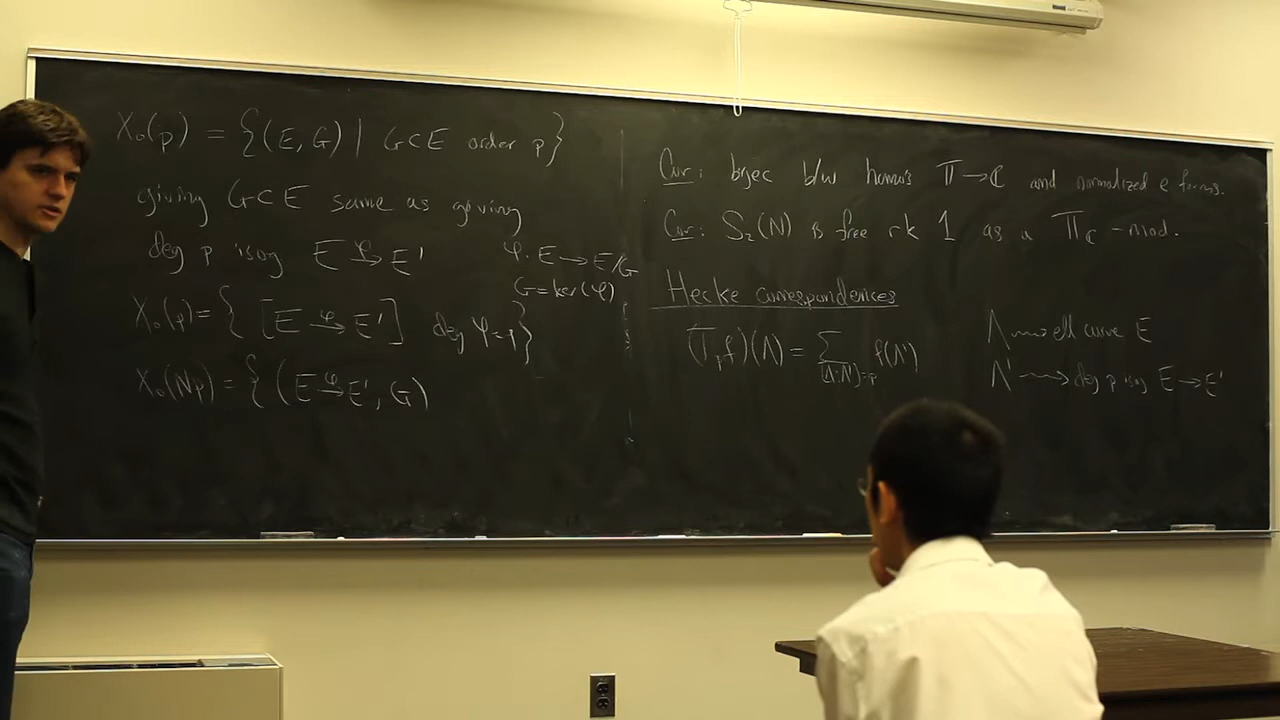 X₀(p) = {(E, G) | G⊂E order p}
giving G⊂E same as giving
deg p isog E →^φ E'
φ: E → E/G
G = ker(φ)
X₀(p) = { [E →^φ E'] deg φ = p}
X₀(Np) = { (E →^φ E', G)
Cor: bijec b/w homs 𝕋 → ℂ and normalized e forms.
Cor: S₂(N) is free rk 1 as a 𝕋_ℂ-mod.
Hecke correspondences
(Tₚf)(Λ) = Σ_{[Λ:Λ']=p} f(Λ')
Λ ⇝ ell curve E
Λ' ⇝ deg p isog E → E'